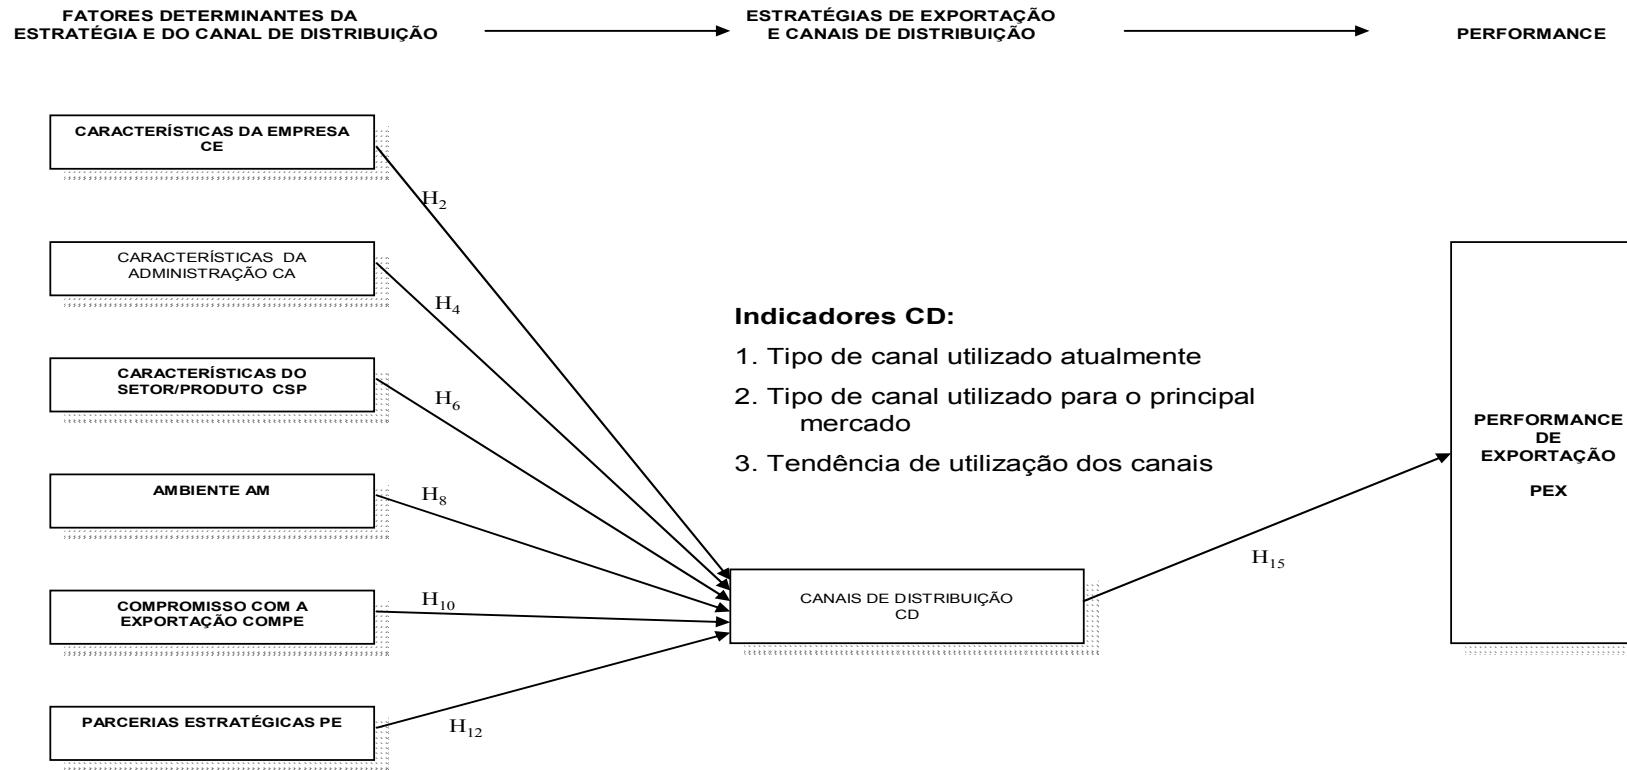 FATORES DETERMINANTES DA
ESTRATÉGIA E DO CANAL DE DISTRIBUIÇÃO
ESTRATÉGIAS DE EXPORTAÇÃO
E CANAIS DE DISTRIBUIÇÃO
PERFORMANCE
CARACTERÍSTICAS DA EMPRESA
CE
H2
CARACTERÍSTICAS DA
ADMINISTRAÇÃO CA
H4
CARACTERÍSTICAS DO
SETOR/PRODUTO CSP
H6
AMBIENTE AM
H8
COMPROMISSO COM A
EXPORTAÇÃO COMPE
H10
PARCERIAS ESTRATÉGICAS PE
H12
Indicadores CD:
1. Tipo de canal utilizado atualmente
2. Tipo de canal utilizado para o principal
mercado
3. Tendência de utilização dos canais
CANAIS DE DISTRIBUIÇÃO
CD
H15
PERFORMANCE
DE
EXPORTAÇÃO
PEX